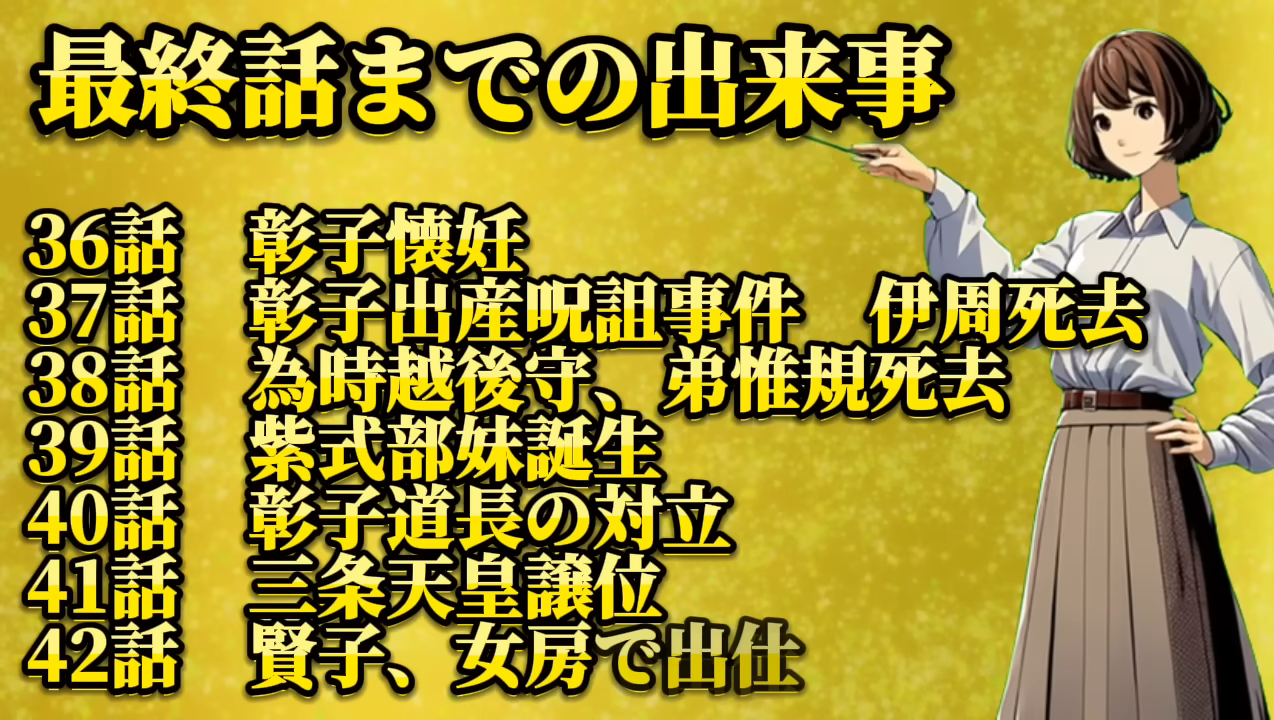 最終話までの出来事
36話　彰子懐妊
37話　彰子出産呪詛事件　伊周死去
38話　為時越後守、弟惟規死去
39話　紫式部妹誕生
40話　彰子道長の対立
41話　三条天皇譲位
42話　賢子、女房で出仕